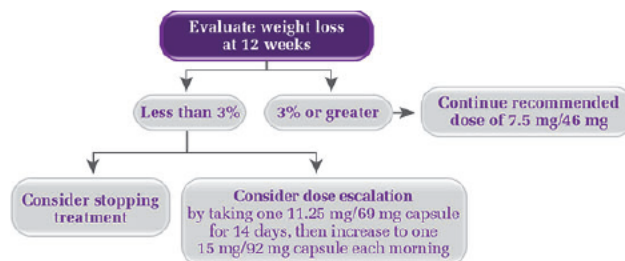 Evaluate weight loss
at 12 weeks
Less than 3%
3% or greater
Continue recommended
dose of 7.5 mg/46 mg
Consider stopping
treatment
Consider dose escalation
by taking one 11.25 mg/69 mg capsule
for 14 days, then increase to one
15 mg/92 mg capsule each morning